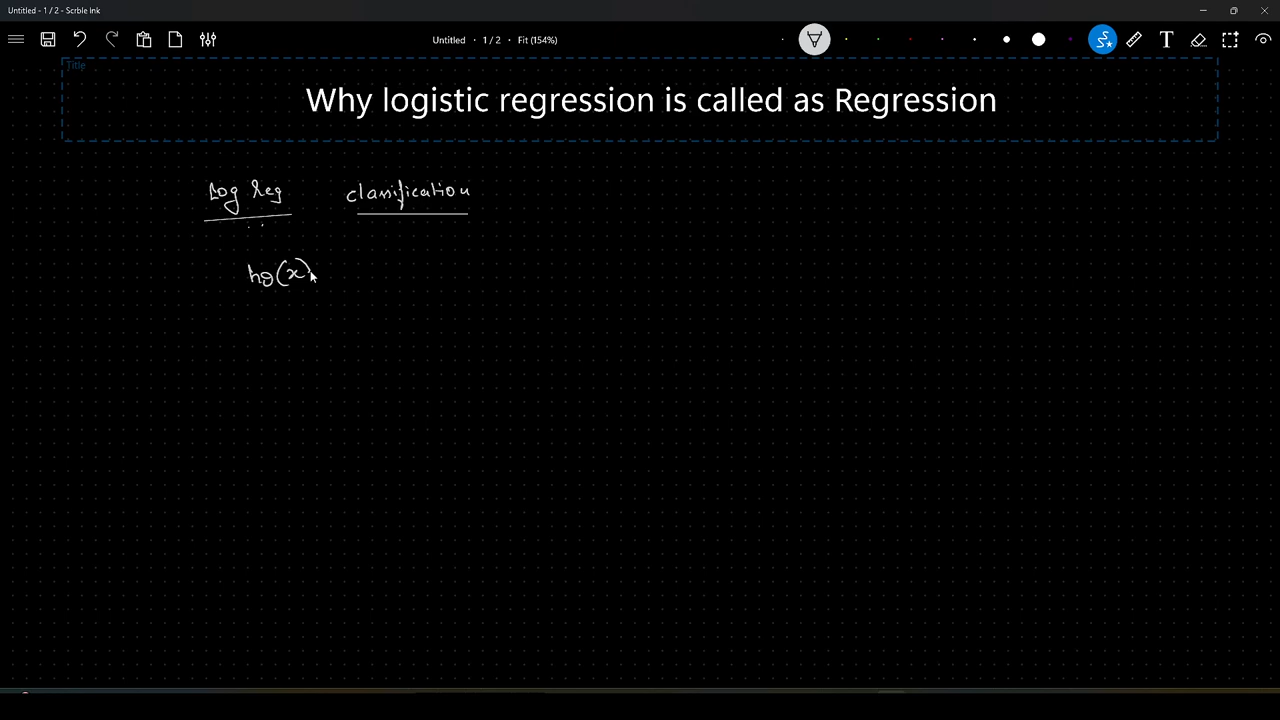 Untitled - 1 / 2 - Scrble Ink
Untitled · 1 / 2 · Fit (154%)
Title
Why logistic regression is called as Regression
Log Reg classification
hθ(x)